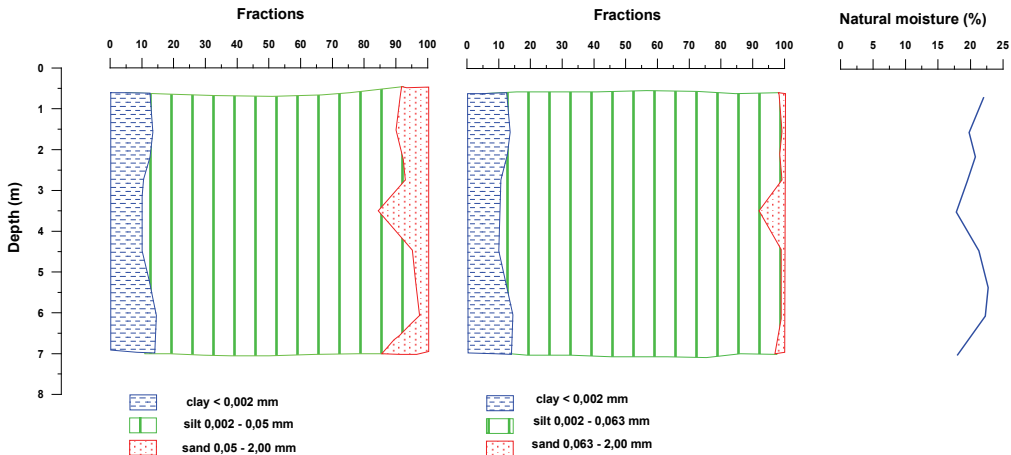 Fractions
Fractions
Natural moisture (%)
0 10 20 30 40 50 60 70 80 90 100
0 10 20 30 40 50 60 70 80 90 100
0 5 10 15 20 25
Depth (m)
0
1
2
3
4
5
6
7
8
clay < 0,002 mm
silt 0,002 - 0,05 mm
sand 0,05 - 2,00 mm
clay < 0,002 mm
silt 0,002 - 0,063 mm
sand 0,063 - 2,00 mm